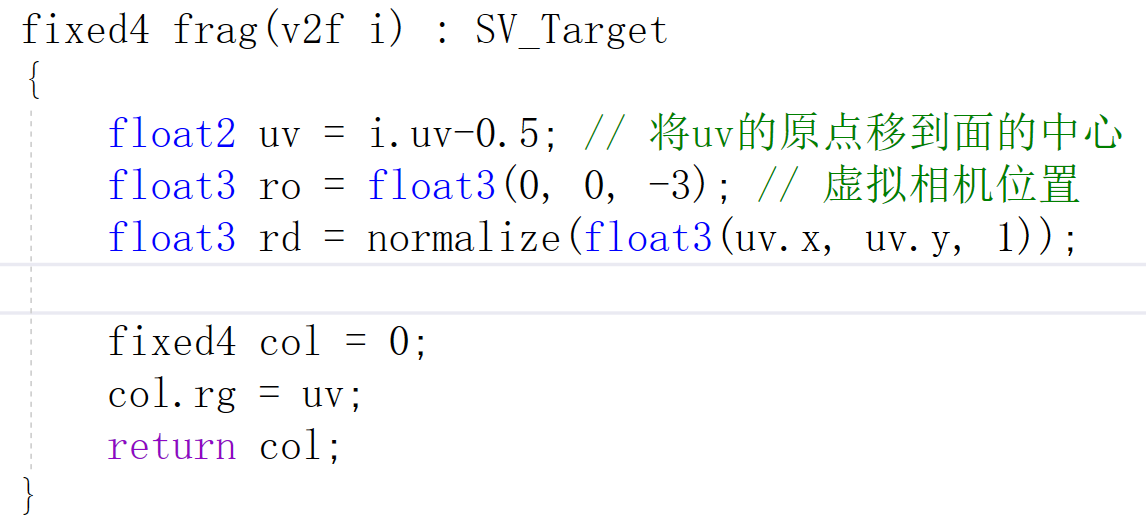 fixed4 frag(v2f i) : SV_Target
{
float2 uv = i.uv-0.5; // 将uv的原点移到面的中心
float3 ro = float3(0, 0, -3); // 虚拟相机位置
float3 rd = normalize(float3(uv.x, uv.y, 1));
fixed4 col = 0;
col.rg = uv;
return col;
}